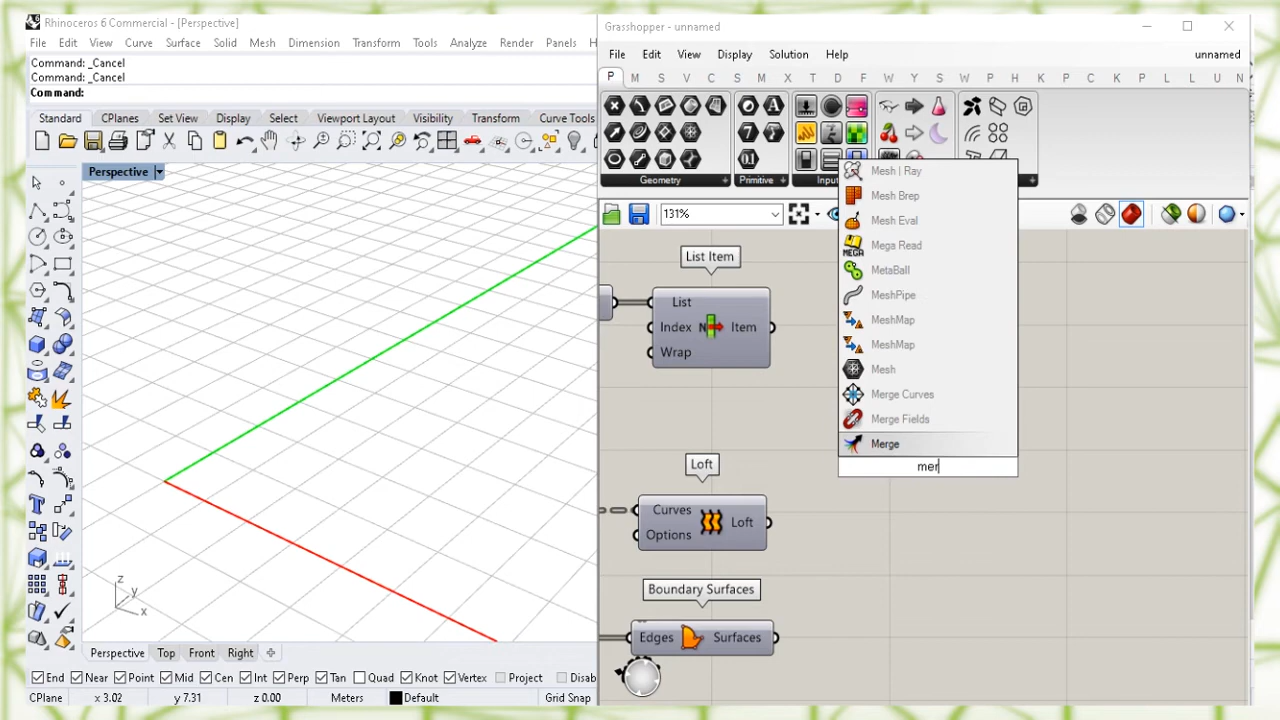 Rhinoceros 6 Commercial - [Perspective]
File Edit View Curve Surface Solid Mesh Dimension Transform Tools Analyze Render Panels H
Command: _Cancel
Command: _Cancel
Command:
Standard CPlanes Set View Display Select Viewport Layout Visibility Transform Curve Tools
Perspective
z
y
x
Perspective Top Front Right
End Near Point Mid Cen Int Perp Tan Quad Knot Vertex Project Disab
CPlane x 3.02 y 7.31 z 0.00 Meters Default Grid Snap
Grasshopper - unnamed
File Edit View Display Solution Help unnamed
P M S V C S M X T D F W Y S W P H K P L L U N
Geometry Primitive Input
131%
Mesh | Ray
Mesh Brep
Mesh Eval
Mega Read
MetaBall
MeshPipe
MeshMap
MeshMap
Mesh
Merge Curves
Merge Fields
Merge
mer
List Item
List
Index Item
Wrap
Loft
Curves
Options Loft
Boundary Surfaces
Edges Surfaces